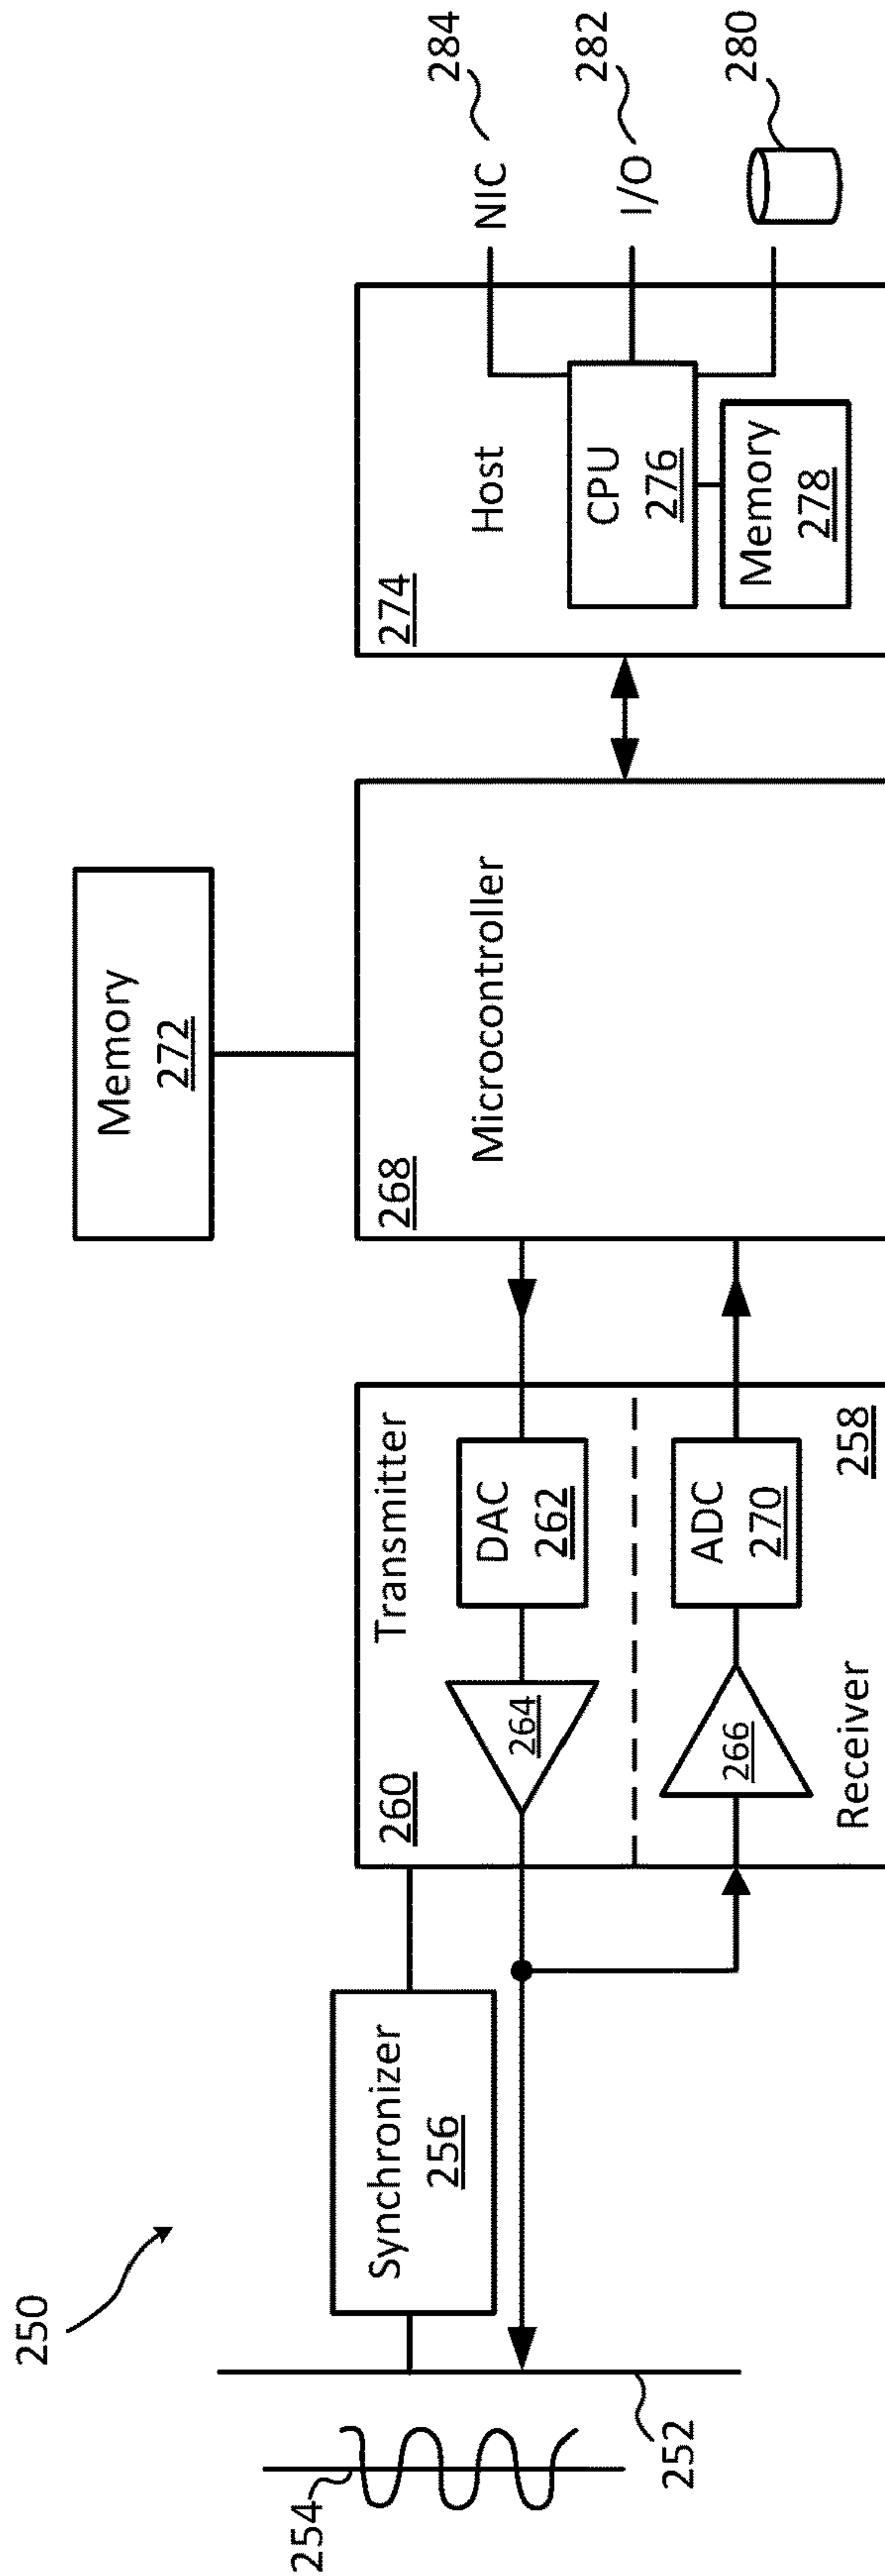 250
254
252
Synchronizer
256
260
Transmitter
DAC
262
264
266
ADC
270
Receiver
258
Memory
272
268
Microcontroller
274
Host
CPU
276
Memory
278
NIC
284
I/O
282
280